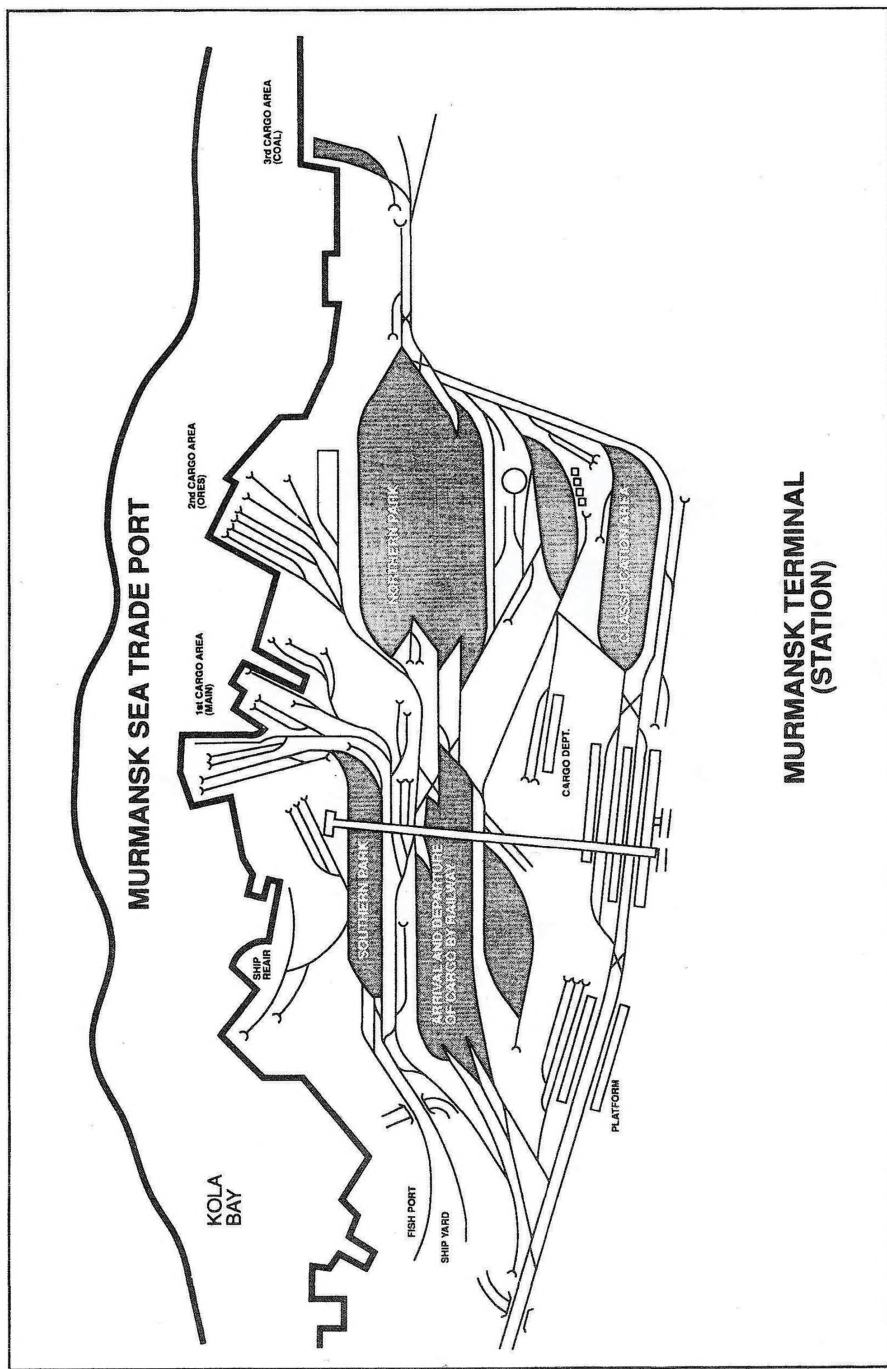 MURMANSK SEA TRADE PORT
3rd CARGO AREA
(COAL)
2nd CARGO AREA
(ORES)
1st CARGO AREA
(MAIN)
SHIP
REAIR
KOLA
BAY
NORTHERN PARK
SOUTHERN PARK
ARRIVAL AND DEPARTURE
OF CARGO BY RAILWAY
CLASSIFICATION AREA
CARGO DEPT.
FISH PORT
SHIP YARD
PLATFORM
MURMANSK TERMINAL
(STATION)